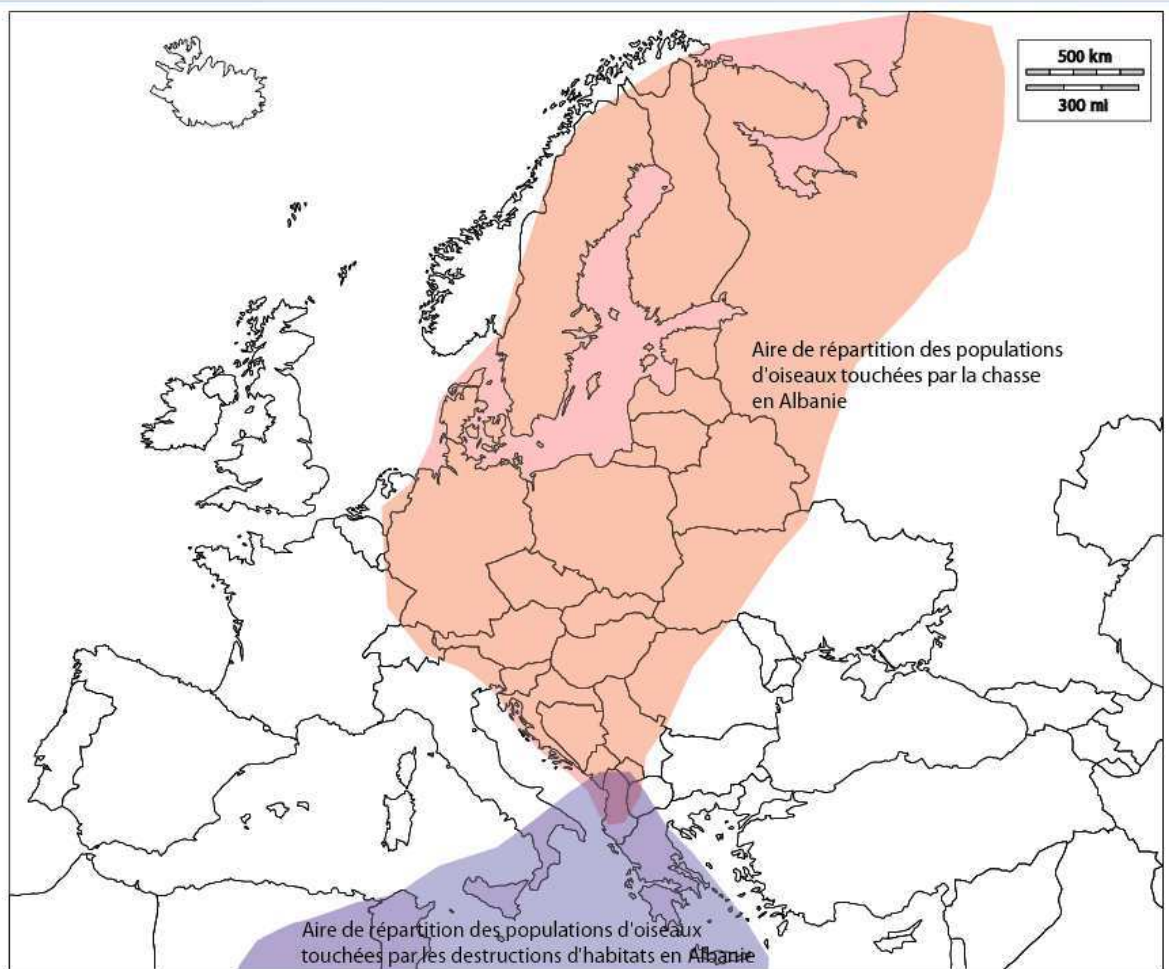 500 km
300 mi
Aire de répartition des populations
d'oiseaux touchées par la chasse
en Albanie
Aire de répartition des populations d'oiseaux
touchées par les destructions d'habitats en Albanie